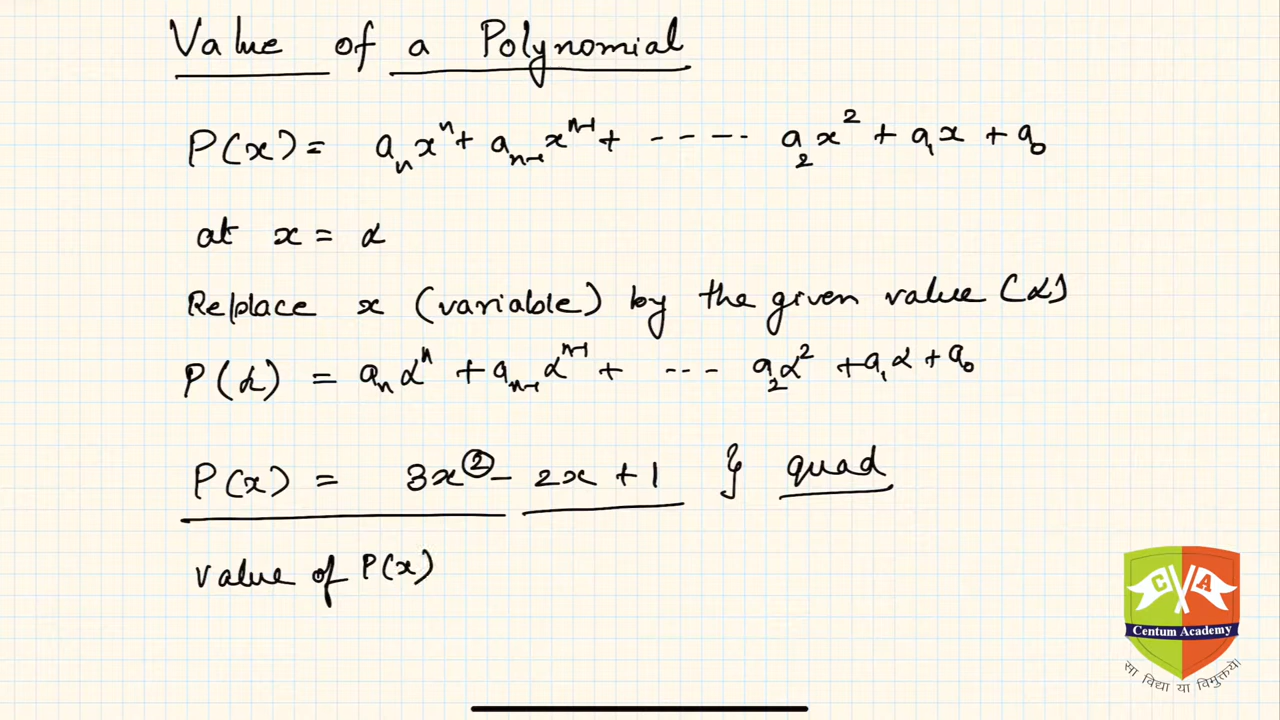 Value of a Polynomial
P(x) = aₙxⁿ + aₙ₋₁xⁿ⁻¹ + ----- a₂x² + a₁x + a₀
at x = α
Replace x (variable) by the given value (α)
P(α) = aₙαⁿ + aₙ₋₁αⁿ⁻¹ + --- a₂α² + a₁α + a₀
P(x) = 3x² - 2x + 1 } quad
value of P(x)
C A
Centum Academy
सा विद्या या विमुक्तये